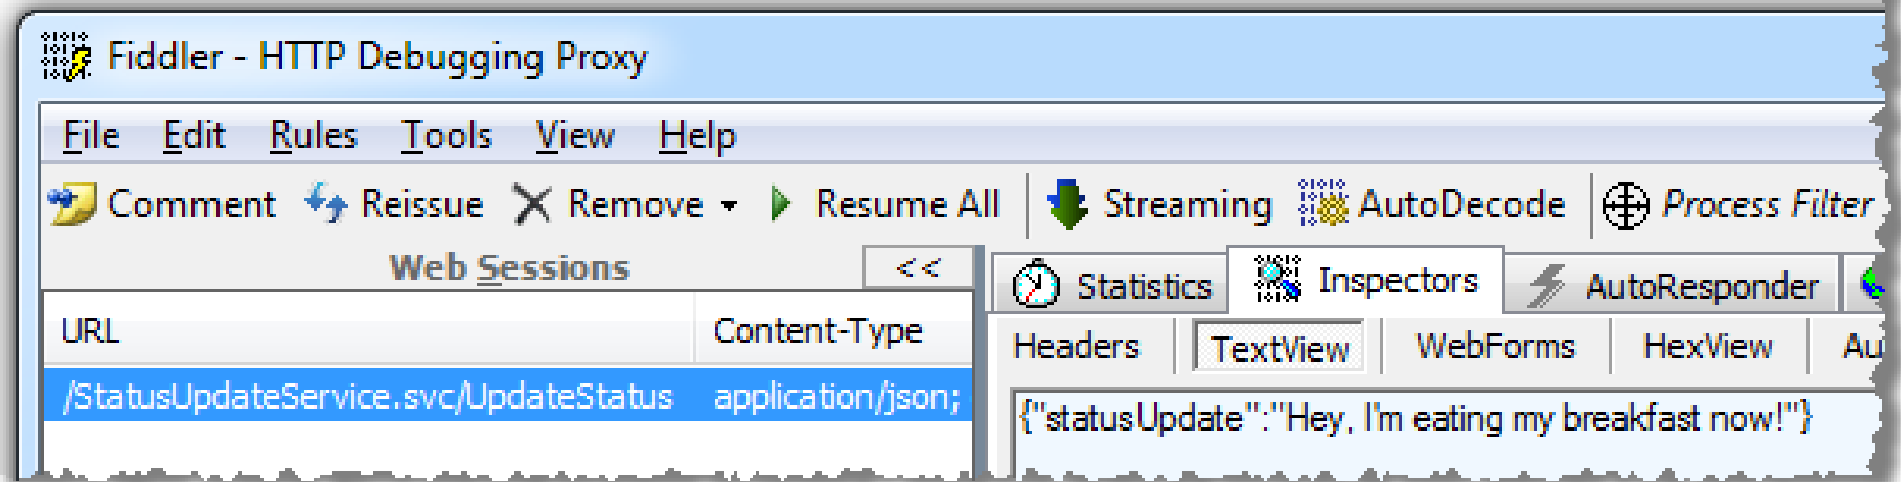 Fiddler - HTTP Debugging Proxy
File Edit Rules Tools View Help
Comment Reissue Remove Resume All Streaming AutoDecode Process Filter
Web Sessions <<
Statistics Inspectors AutoResponder
URL Content-Type
Headers TextView WebForms HexView Au
/StatusUpdateService.svc/UpdateStatus application/json;
{"statusUpdate":"Hey, I'm eating my breakfast now!"}